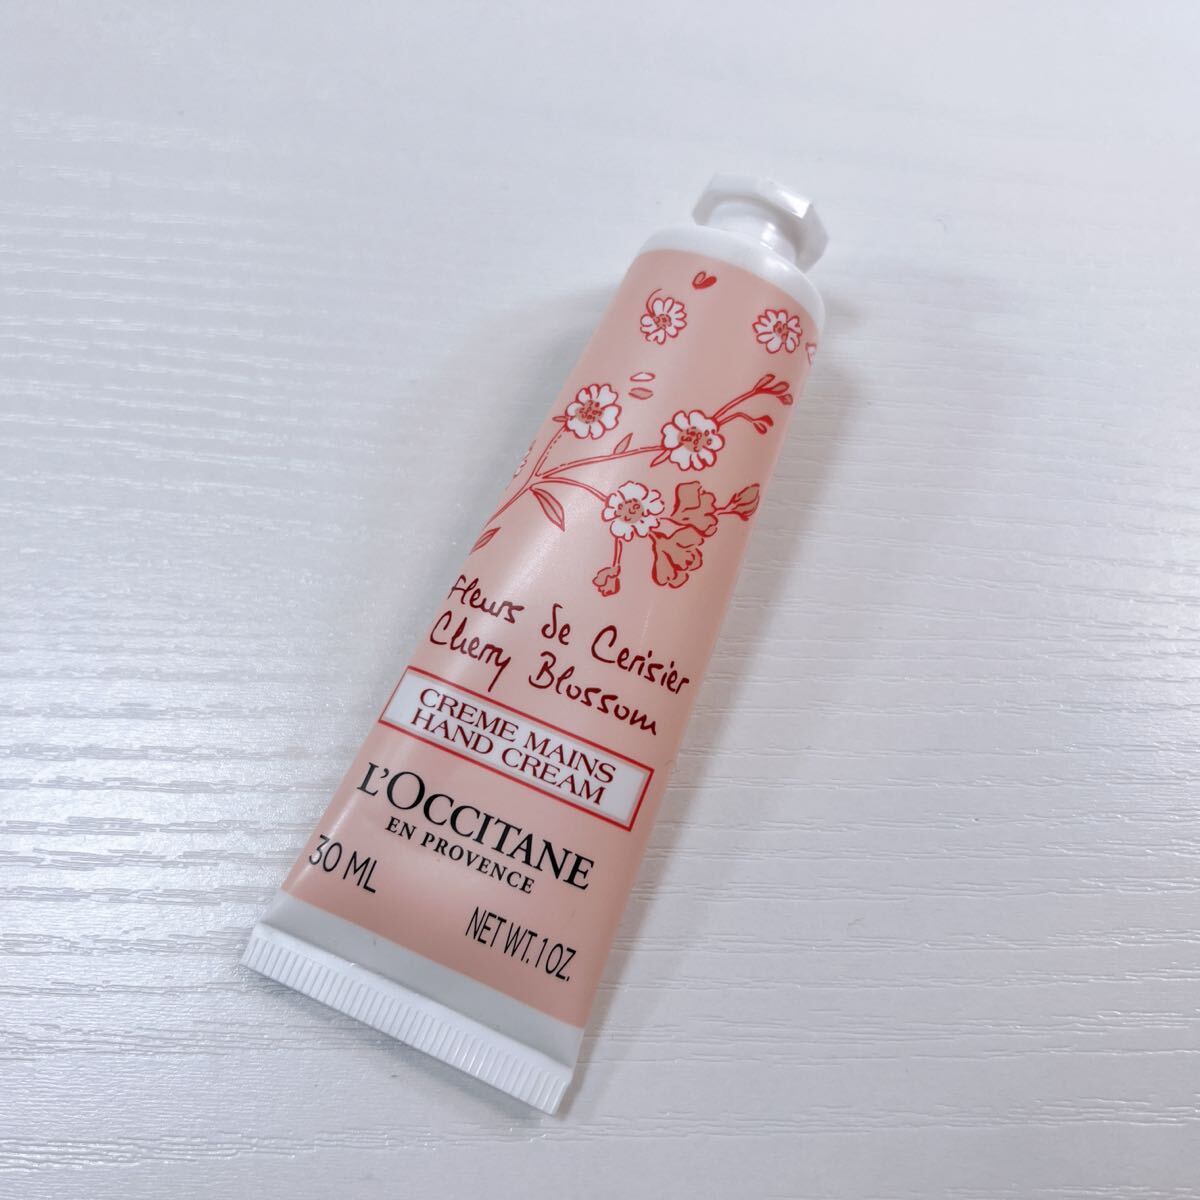 Fleurs de Cerisier
Cherry Blossom
CREME MAINS
HAND CREAM
L'OCCITANE
EN PROVENCE
30 ML
NET WT. 1 OZ.